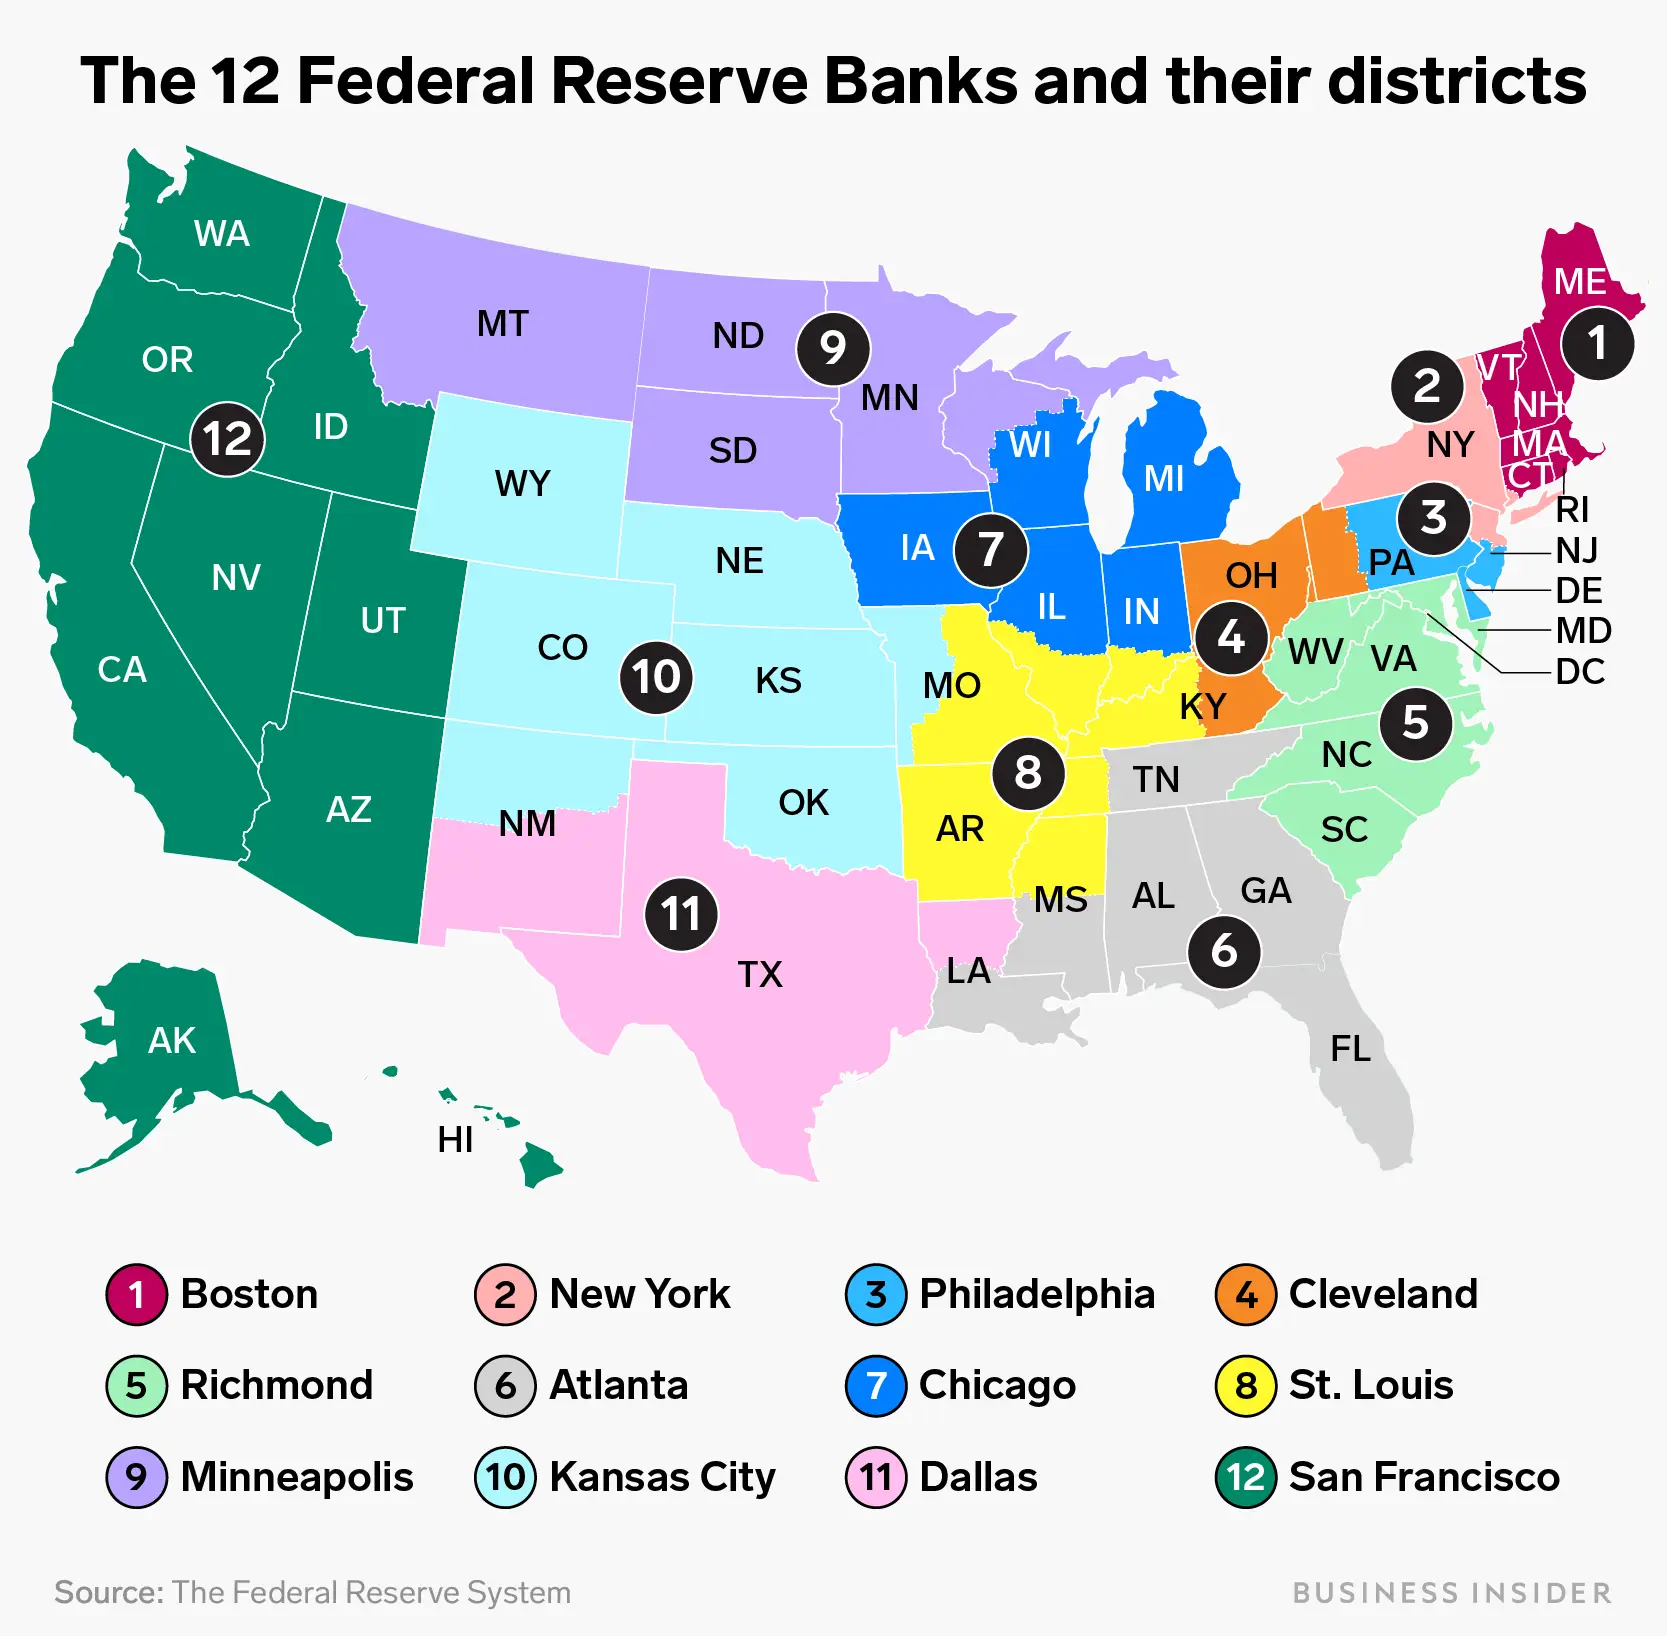 The 12 Federal Reserve Banks and their districts
WA
ME
MT
ND
9
1
VT
OR
2
MN
NH
ID
12
NY
MA
SD
WI
CT
WY
MI
RI
3
IA
7
NJ
NE
PA
NV
OH
DE
UT
IL
IN
MD
4
CO
WV
VA
DC
CA
10
KS
MO
KY
5
NC
8
TN
OK
AZ
NM
AR
SC
GA
AL
MS
11
6
LA
TX
AK
FL
HI
1 Boston
2 New York
3 Philadelphia
4 Cleveland
5 Richmond
6 Atlanta
7 Chicago
8 St. Louis
9 Minneapolis
10 Kansas City
11 Dallas
12 San Francisco
Source: The Federal Reserve System
BUSINESS INSIDER